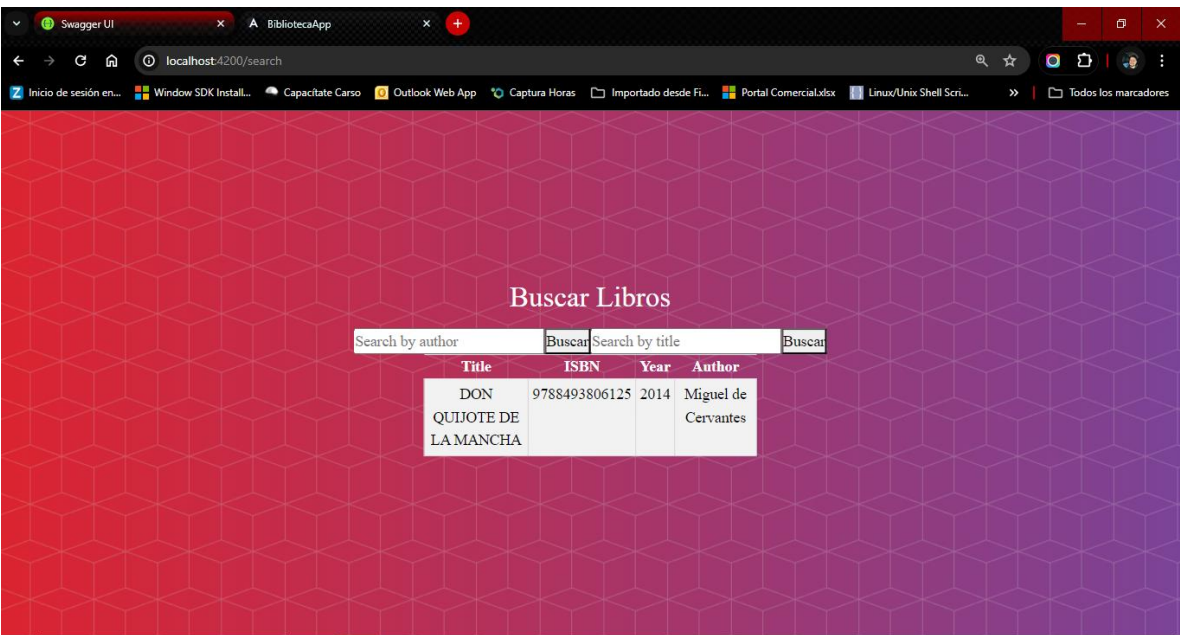 Swagger UI
BibliotecaApp
localhost:4200/search
Inicio de sesión en... Window SDK Install... Capacítate Carso Outlook Web App Captura Horas Importado desde Fi... Portal Comercial.xlsx Linux/Unix Shell Scri... » Todos los marcadores
Buscar Libros
Search by author Buscar Search by title Buscar
Title ISBN Year Author
DON 9788493806125 2014 Miguel de
QUIJOTE DE Cervantes
LA MANCHA